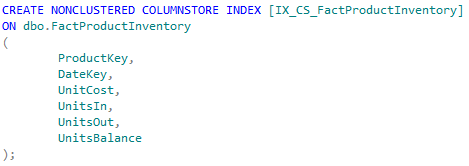 CREATE NONCLUSTERED COLUMNSTORE INDEX [IX_CS_FactProductInventory]
ON dbo.FactProductInventory
(
ProductKey,
DateKey,
UnitCost,
UnitsIn,
UnitsOut,
UnitsBalance
);